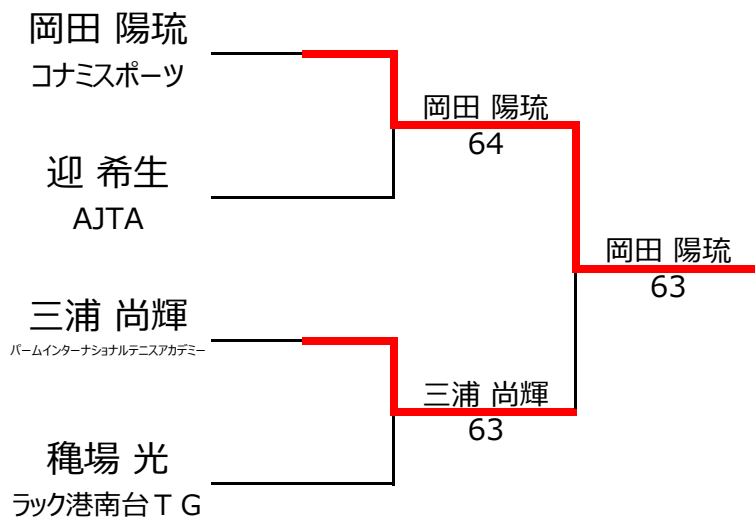 岡田 陽琉
コナミスポーツ
岡田 陽琉
64
迎 希生
AJTA
岡田 陽琉
63
三浦 尚輝
パームインターナショナルテニスアカデミー
三浦 尚輝
63
穐場 光
ラック港南台ＴＧ